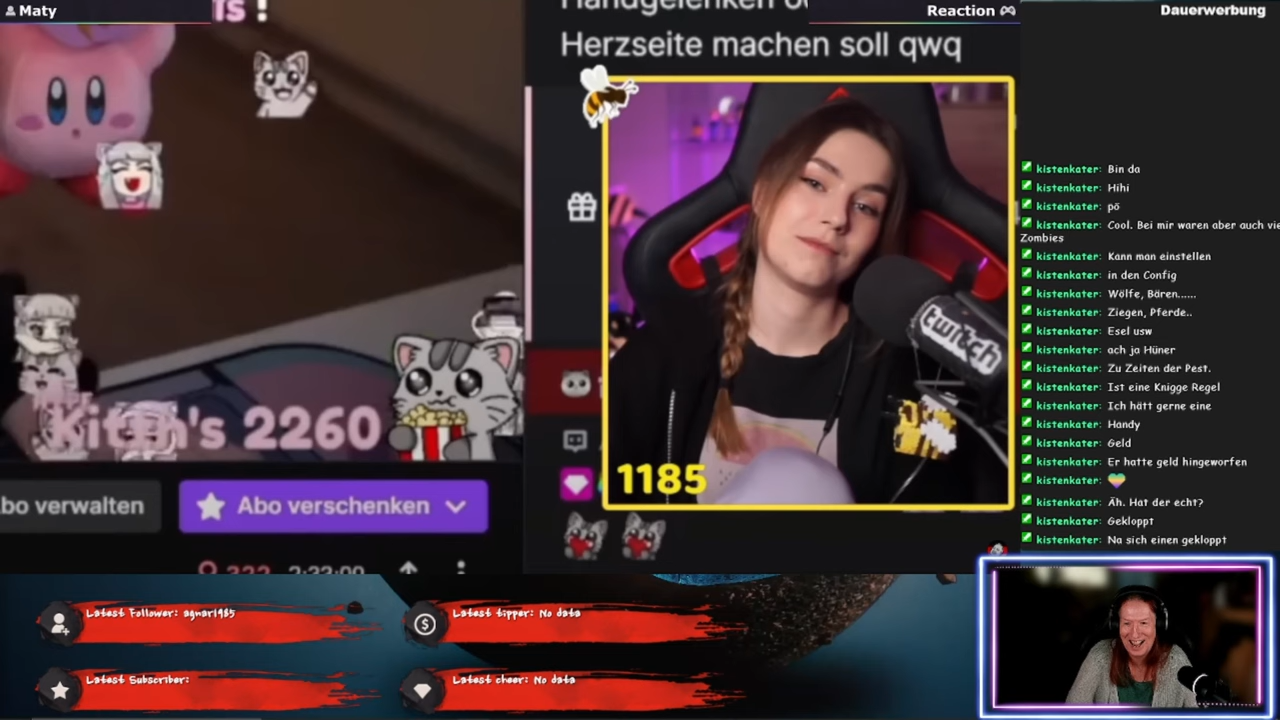 Maty
is !
Handgelenken
Reaction
Dauerwerbung
Herzseite machen soll qwq
kistenkater: Bin da
kistenkater: Hihi
kistenkater: pö
kistenkater: Cool. Bei mir waren aber auch
Zombies
kistenkater: Kann man einstellen
kistenkater: in den Config
kistenkater: Wölfe, Bären......
kistenkater: Ziegen, Pferde..
kistenkater: Esel usw
kistenkater: ach ja Hüner
kistenkater: Zu Zeiten der Pest.
kistenkater: Ist eine Knigge Regel
kistenkater: Ich hätt gerne eine
kistenkater: Handy
kistenkater: Geld
kistenkater: Er hatte geld hingeworfen
kistenkater:
kistenkater: Äh. Hat der echt?
kistenkater: Gekloppt
kistenkater: Na sich einen gekloppt
twitch
Kitth's 2260
1185
bo verwalten
Abo verschenken
Latest Follower: agnar1985
Latest tipper: No data
Latest Subscriber:
Latest cheer: No data